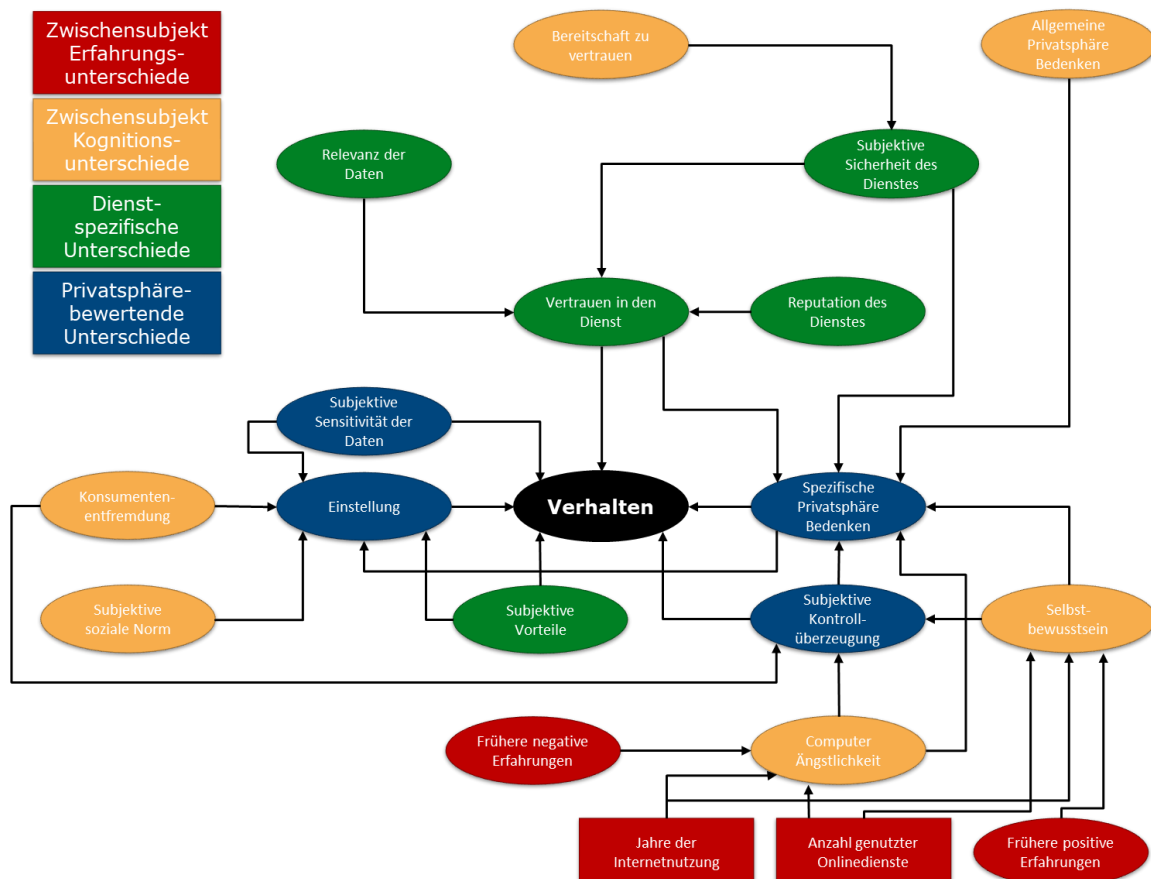 Zwischensubjekt
Erfahrungs-
unterschiede
Zwischensubjekt
Kognitions-
unterschiede
Dienst-
spezifische
Unterschiede
Privatsphäre-
bewertende
Unterschiede
Bereitschaft zu
vertrauen
Allgemeine
Privatsphäre
Bedenken
Relevanz der
Daten
Subjektive
Sicherheit des
Dienstes
Vertrauen in den
Dienst
Reputation des
Dienstes
Subjektive
Sensitivität der
Daten
Konsumenten-
entfremdung
Einstellung
Verhalten
Spezifische
Privatsphäre
Bedenken
Subjektive
soziale Norm
Subjektive
Vorteile
Subjektive
Kontroll-
überzeugung
Selbst-
bewusstsein
Frühere negative
Erfahrungen
Computer
Ängstlichkeit
Jahre der
Internetnutzung
Anzahl genutzter
Onlinedienste
Frühere positive
Erfahrungen